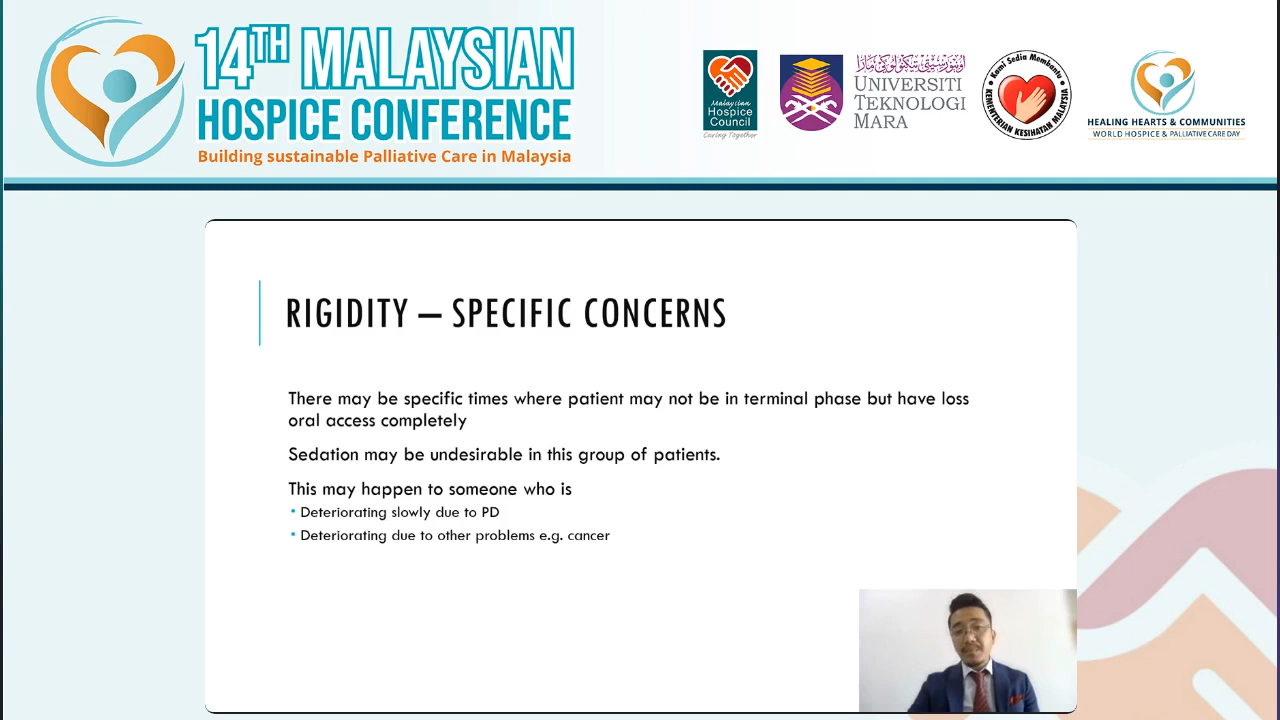 14TH MALAYSIAN
HOSPICE CONFERENCE
Building sustainable Palliative Care in Malaysia
Malaysian
Hospice
Council
Caring Together
UNIVERSITI
TEKNOLOGI
MARA
Kami Sedia Membantu
KEMENTERIAN KESIHATAN MALAYSIA
HEALING HEARTS & COMMUNITIES
WORLD HOSPICE & PALLIATIVE CARE DAY
RIGIDITY – SPECIFIC CONCERNS
There may be specific times where patient may not be in terminal phase but have loss
oral access completely
Sedation may be undesirable in this group of patients.
This may happen to someone who is
▪ Deteriorating slowly due to PD
▪ Deteriorating due to other problems e.g. cancer